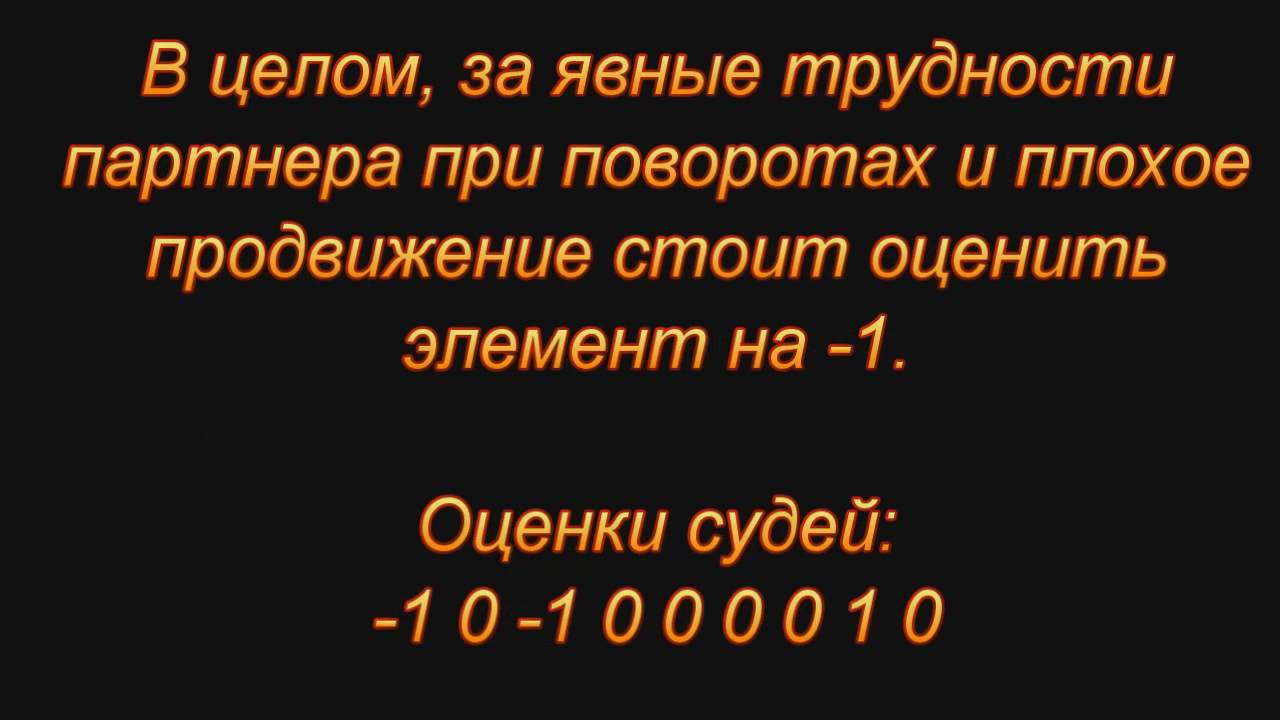 В целом, за явные трудности
партнера при поворотах и плохое
продвижение стоит оценить
элемент на -1.
Оценки судей:
-1 0 -1 0 0 0 0 1 0